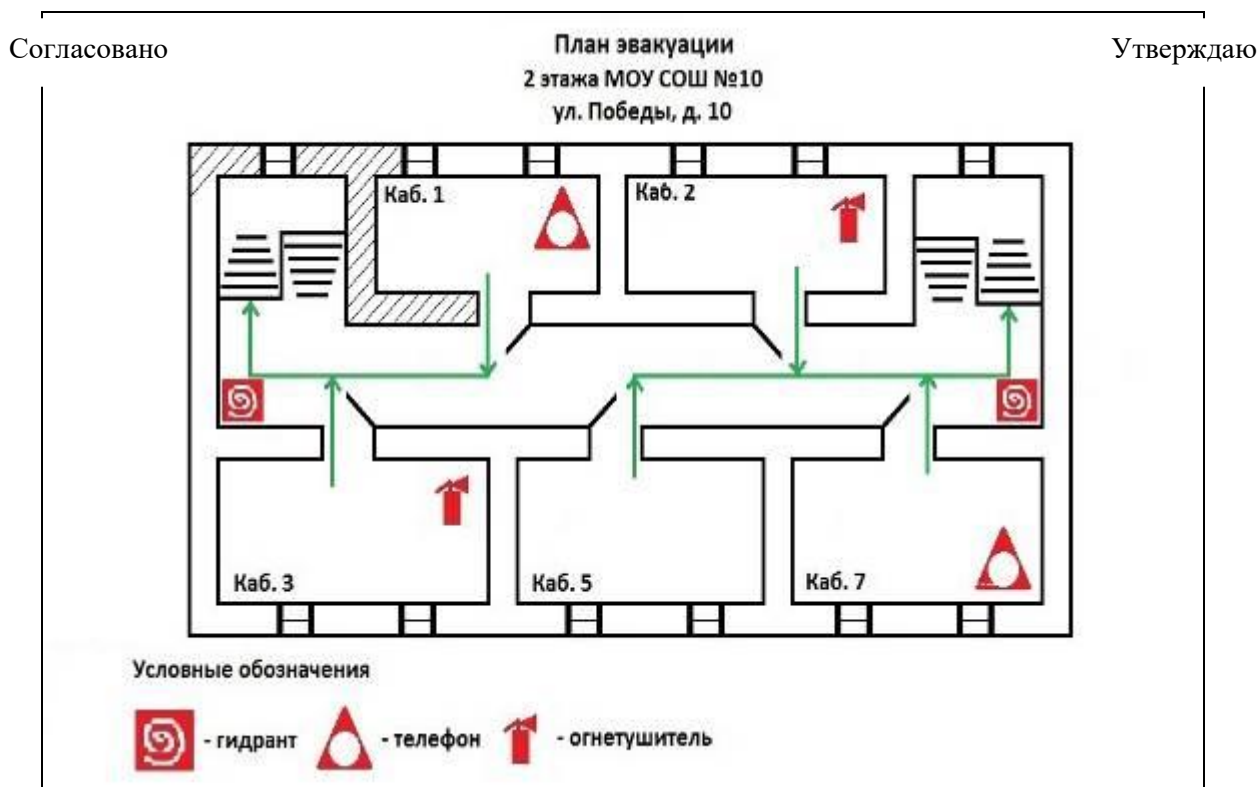 Согласовано
Утверждаю
План эвакуации
2 этажа МОУ СОШ №10
ул. Победы, д. 10
Каб. 1
Каб. 2
Каб. 3
Каб. 5
Каб. 7
Условные обозначения
- гидрант
- телефон
- огнетушитель